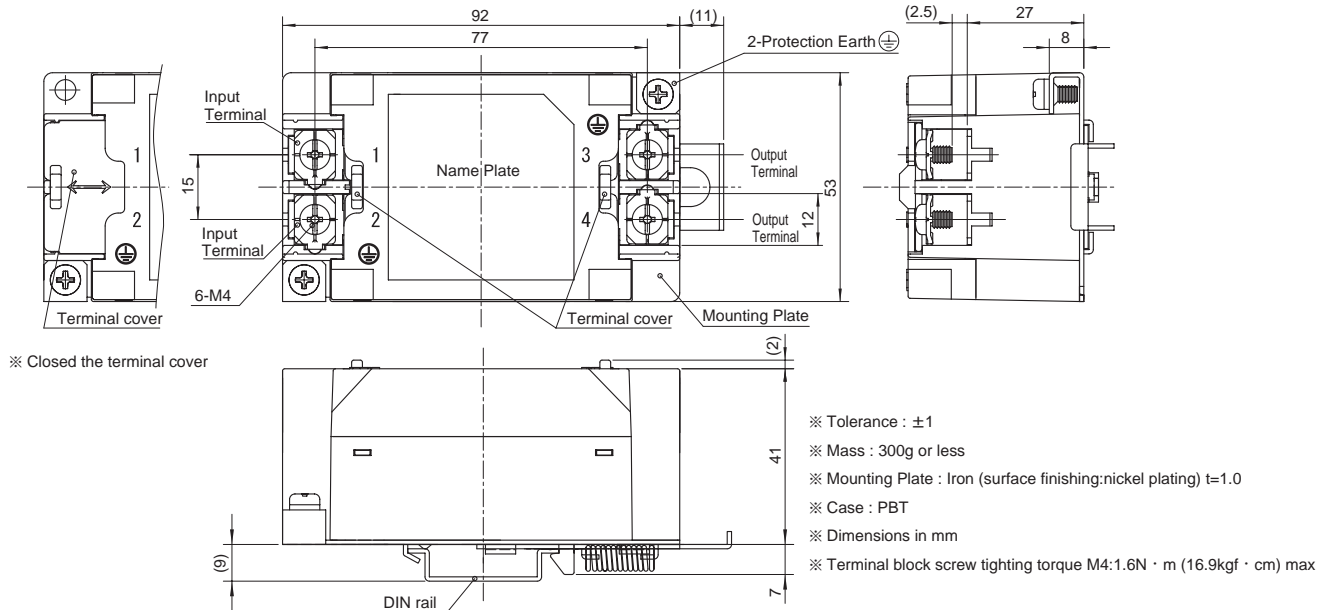 92
(11)
77
2-Protection Earth
(2.5)
27
8
Input
Terminal
1
2
15
Input
Terminal
6-M4
1
2
Name Plate
3
4
Output
Terminal
Output
Terminal
12
53
Terminal cover
Terminal cover
Mounting Plate
※ Closed the terminal cover
(2)
41
(9)
7
DIN rail
※ Tolerance : ±1
※ Mass : 300g or less
※ Mounting Plate : Iron (surface finishing:nickel plating) t=1.0
※ Case : PBT
※ Dimensions in mm
※ Terminal block screw tighting torque M4:1.6N · m (16.9kgf · cm) max